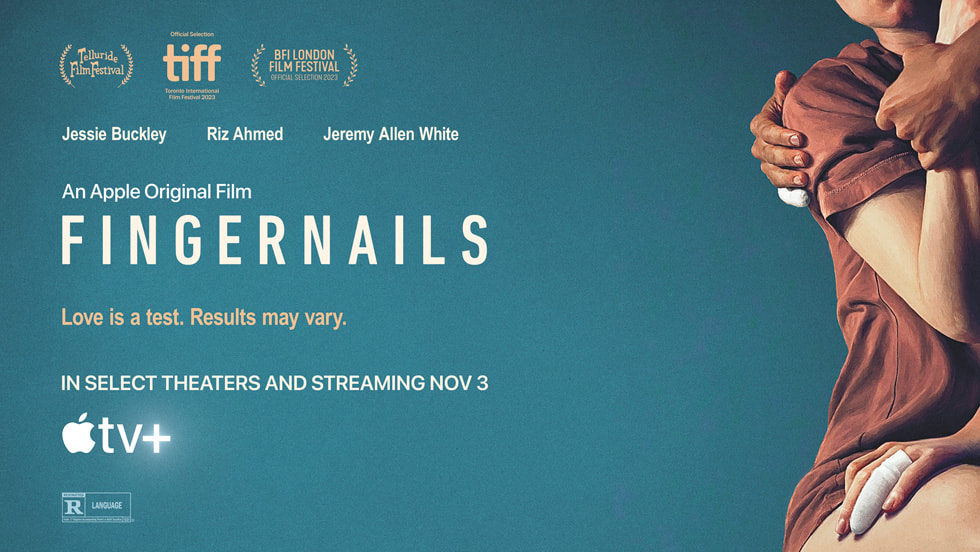 Telluride
Film Festival
Official Selection
tiff
Toronto International
Film Festival 2023
BFI LONDON
FILM FESTIVAL
OFFICIAL SELECTION 2023
Jessie Buckley Riz Ahmed Jeremy Allen White
An Apple Original Film
FINGERNAILS
Love is a test. Results may vary.
IN SELECT THEATERS AND STREAMING NOV 3
tv+
R LANGUAGE